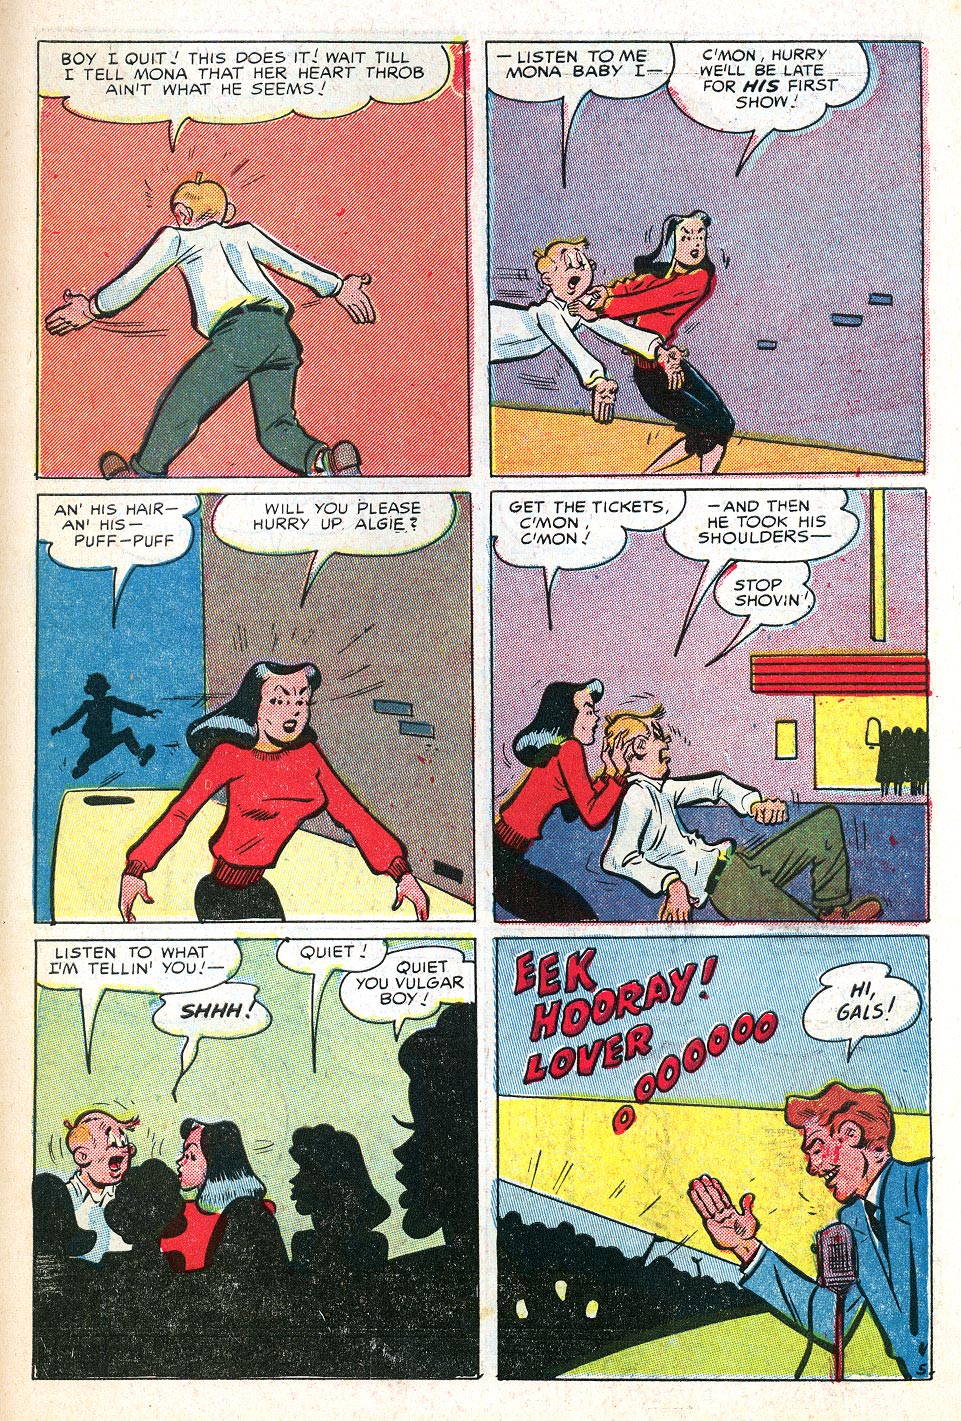 BOY I QUIT! THIS DOES IT! WAIT TILL
I TELL MONA THAT HER HEART THROB
AIN'T WHAT HE SEEMS!
—LISTEN TO ME
MONA BABY I—
C'MON, HURRY
WE'LL BE LATE
FOR HIS FIRST
SHOW!
AN' HIS HAIR—
AN' HIS—
PUFF—PUFF
WILL YOU PLEASE
HURRY UP, ALGIE?
GET THE TICKETS,
C'MON,
C'MON!
—AND THEN
HE TOOK HIS
SHOULDERS—
STOP
SHOVIN'!
LISTEN TO WHAT
I'M TELLIN' YOU!—
SHHH!
QUIET!
QUIET
YOU VULGAR
BOY!
EEK
HOORAY!
LOVER
OOOOOOO
HI,
GALS!
5